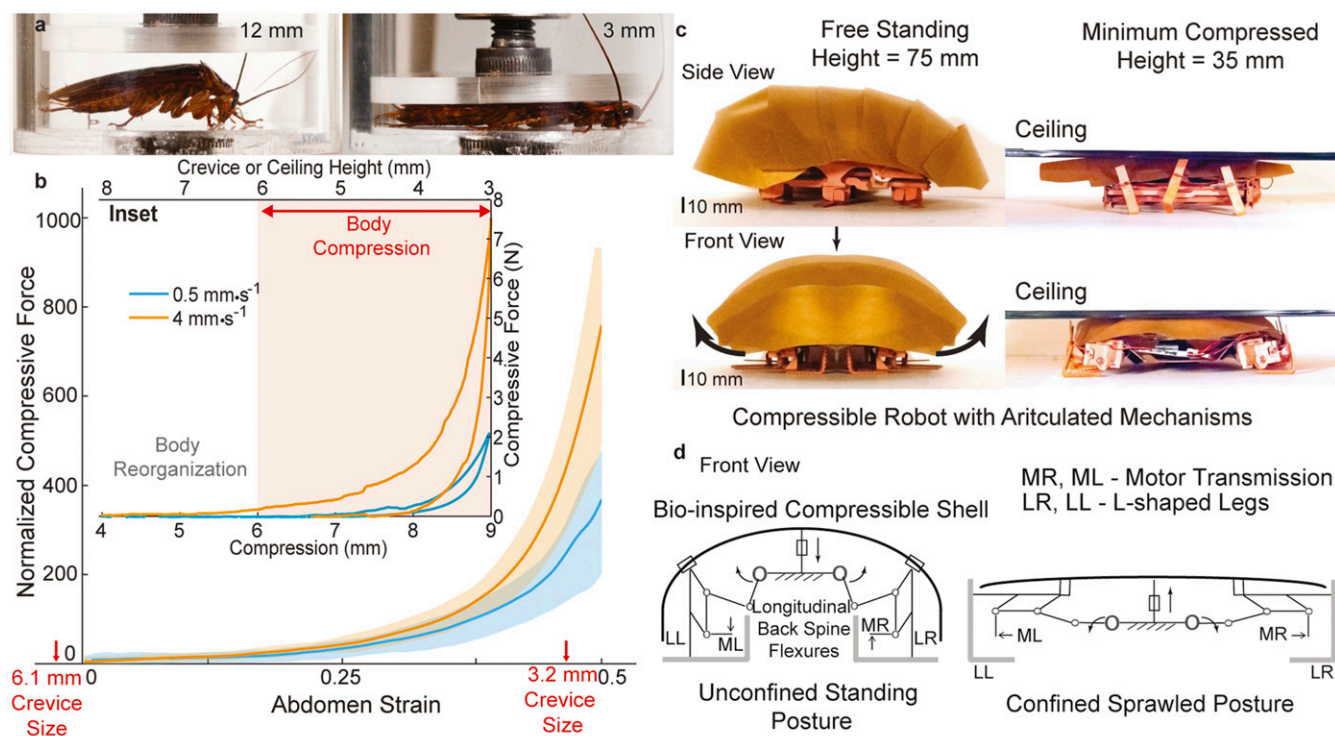 a
12 mm
3 mm
b
Crevice or Ceiling Height (mm)
8 7 6 5 4 3
Inset
Body
Compression
0.5 mm•s⁻¹
4 mm•s⁻¹
Body
Reorganization
8
7
6
5
4
3
2
1
0
Compressive Force (N)
4 5 6 7 8 9
Compression (mm)
1000
800
600
400
200
0
Normalized Compressive Force
0 0.25 0.5
Abdomen Strain
6.1 mm
Crevice
Size
3.2 mm
Crevice
Size
c
Free Standing
Height = 75 mm
Minimum Compressed
Height = 35 mm
Side View
Ceiling
10 mm
Front View
Ceiling
10 mm
Compressible Robot with Aritculated Mechanisms
d
Front View
MR, ML - Motor Transmission
LR, LL - L-shaped Legs
Bio-inspired Compressible Shell
Longitudinal
Back Spine
Flexures
LL
ML
MR
LR
Unconfined Standing
Posture
ML
MR
LL
LR
Confined Sprawled Posture